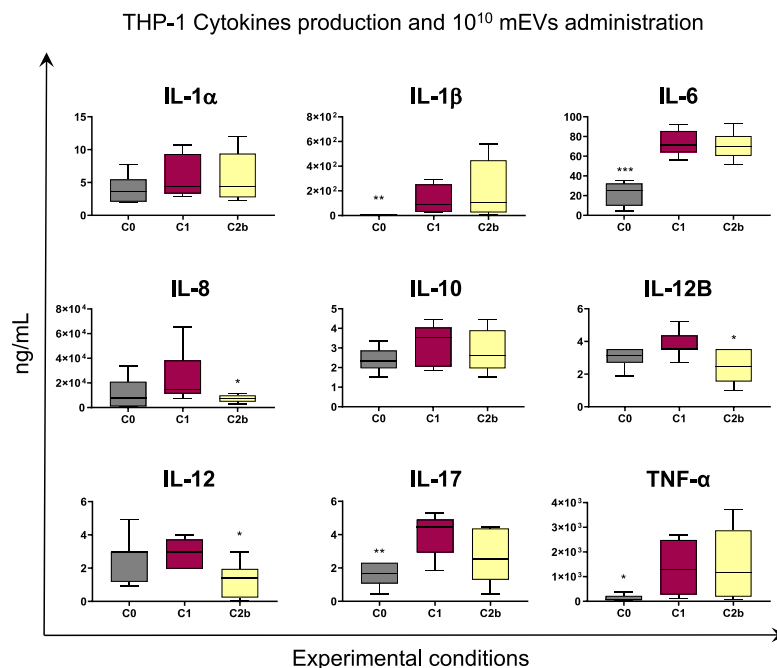 THP-1 Cytokines production and 10¹⁰ mEVs administration
ng/mL
IL-1α
15
10
5
0
C0 C1 C2b
IL-1β
8×10²
6×10²
4×10²
2×10²
0
**
C0 C1 C2b
IL-6
100
80
60
40
20
0
***
C0 C1 C2b
IL-8
8×10⁴
6×10⁴
4×10⁴
2×10⁴
0
*
C0 C1 C2b
IL-10
5
4
3
2
1
0
C0 C1 C2b
IL-12B
6
4
2
0
*
C0 C1 C2b
IL-12
6
4
2
0
*
C0 C1 C2b
IL-17
6
4
2
0
**
C0 C1 C2b
TNF-α
4×10³
3×10³
2×10³
1×10³
0
*
C0 C1 C2b
Experimental conditions